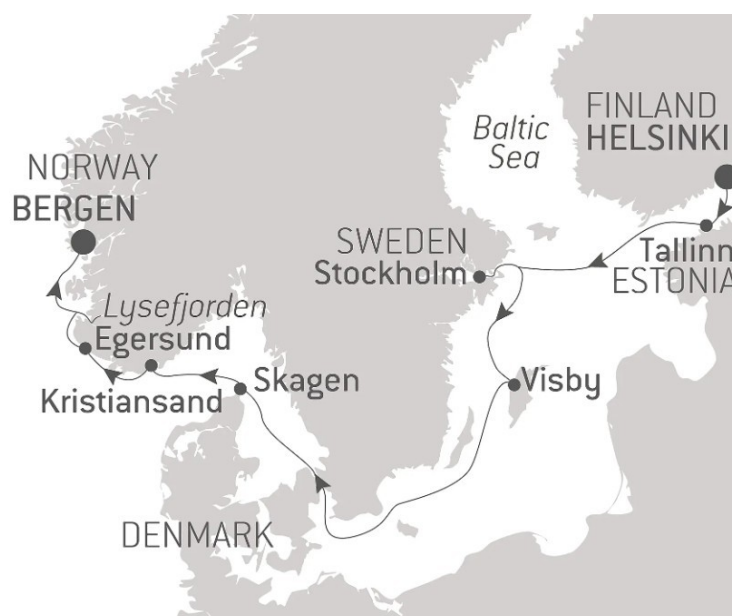 FINLAND
HELSINKI
Baltic
Sea
NORWAY
BERGEN
SWEDEN
Stockholm
Tallinn
ESTONIA
Lysefjorden
Egersund
Kristiansand
Skagen
Visby
DENMARK